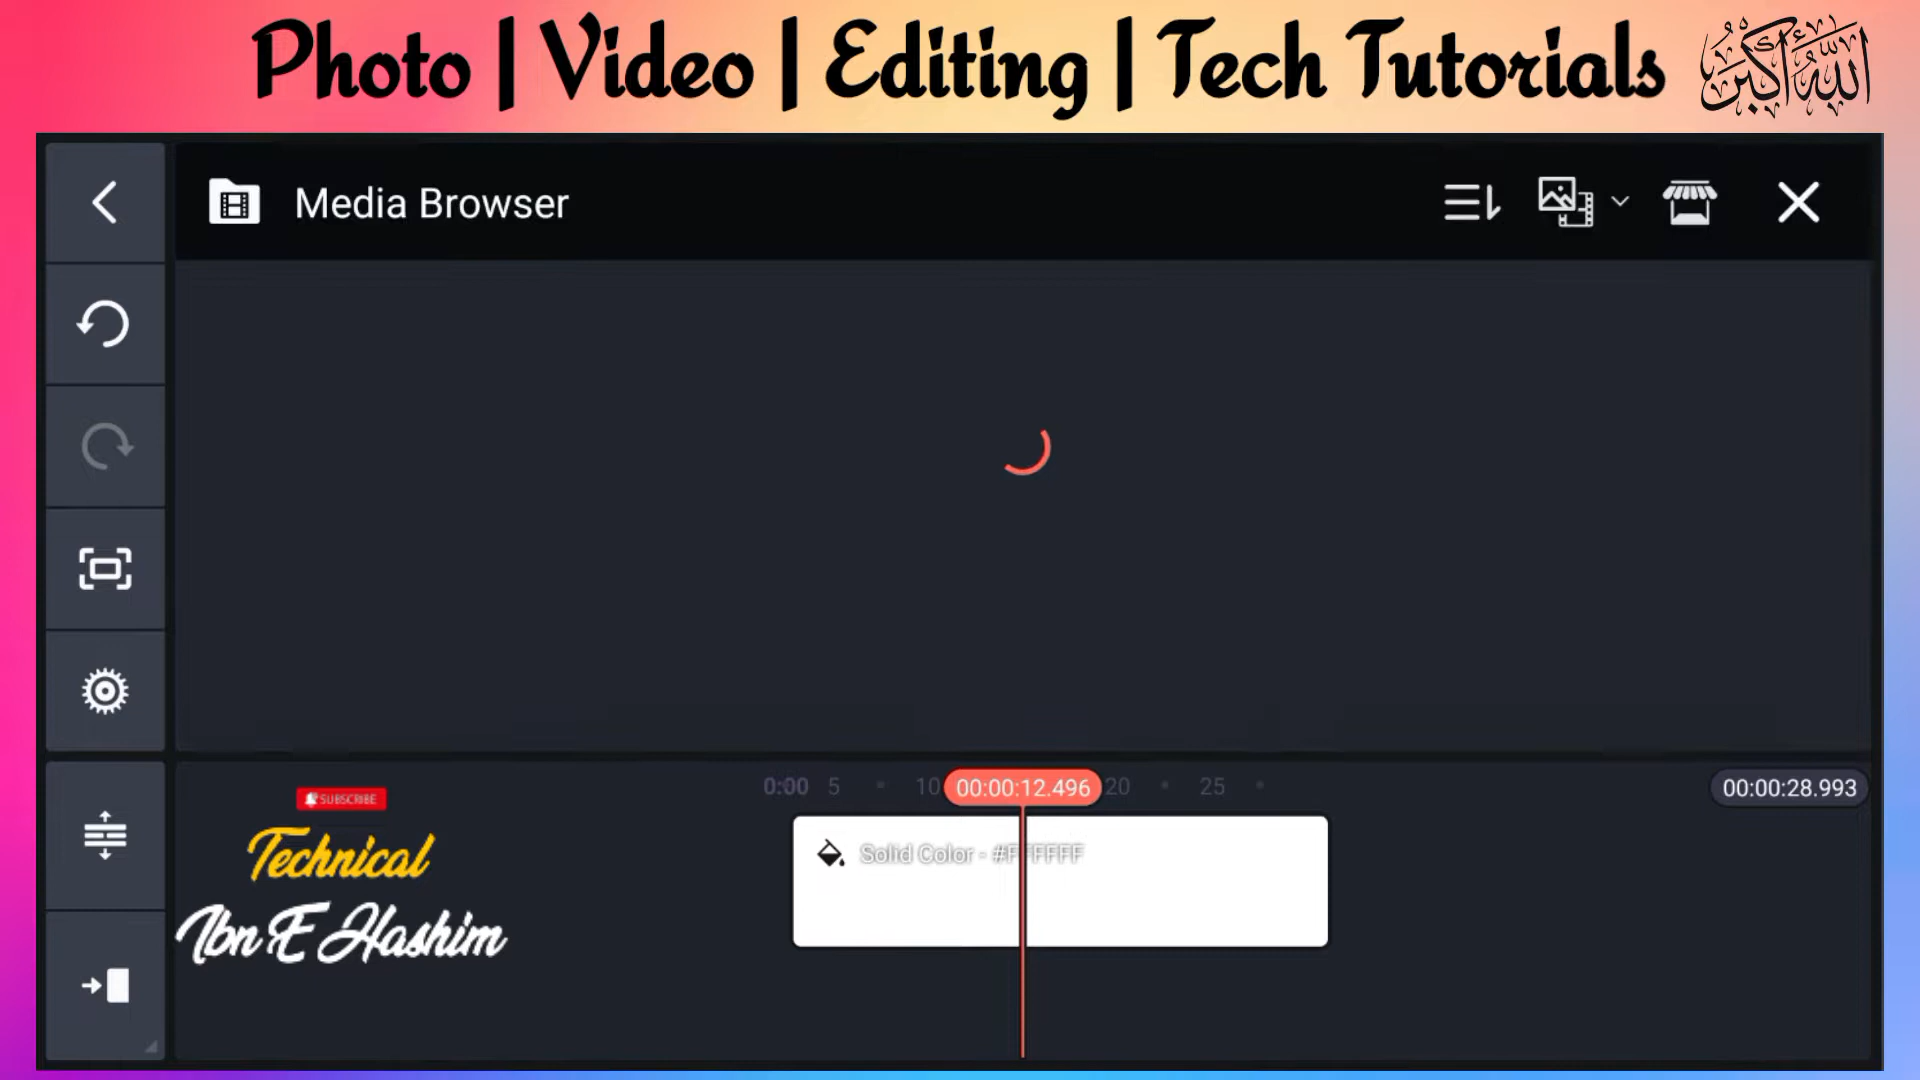 Photo | Video | Editing | Tech Tutorials الله أكبر
Media Browser
0:00 5 10 00:00:12.496 20 25 00:00:28.993
SUBSCRIBE
Solid Color - #FFFFFF
Technical
Ibn E Hashim